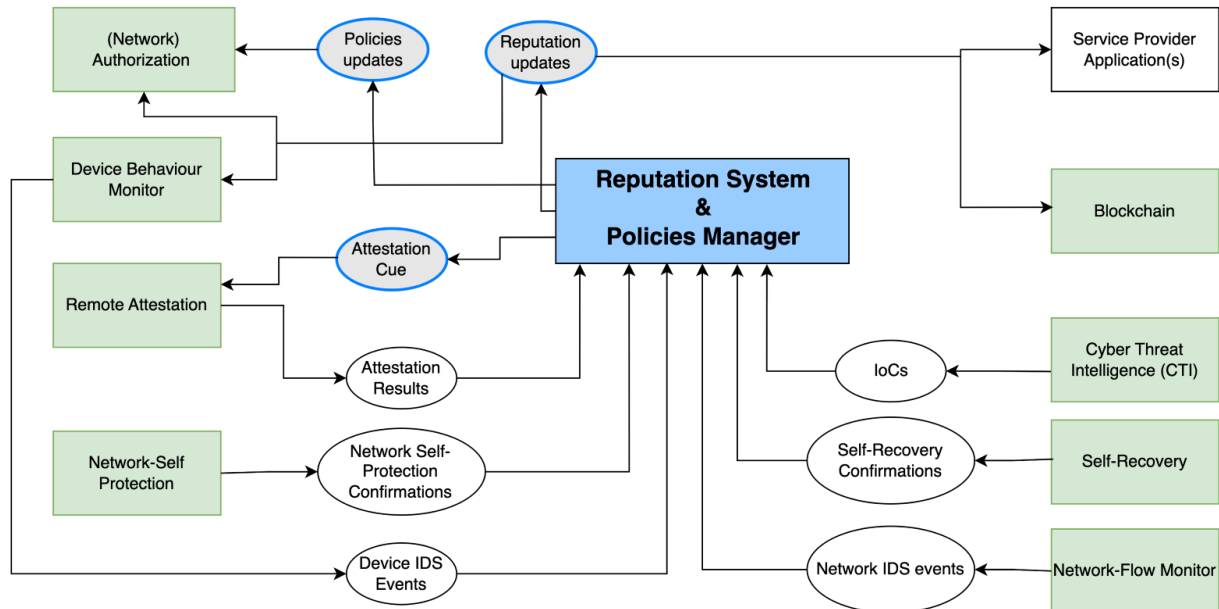 (Network)
Authorization
Policies
updates
Reputation
updates
Service Provider
Application(s)
Device Behaviour
Monitor
Reputation System
&
Policies Manager
Blockchain
Attestation
Cue
Remote Attestation
Attestation
Results
IoCs
Cyber Threat
Intelligence (CTI)
Network-Self
Protection
Network Self-
Protection
Confirmations
Self-Recovery
Confirmations
Self-Recovery
Device IDS
Events
Network IDS events
Network-Flow Monitor